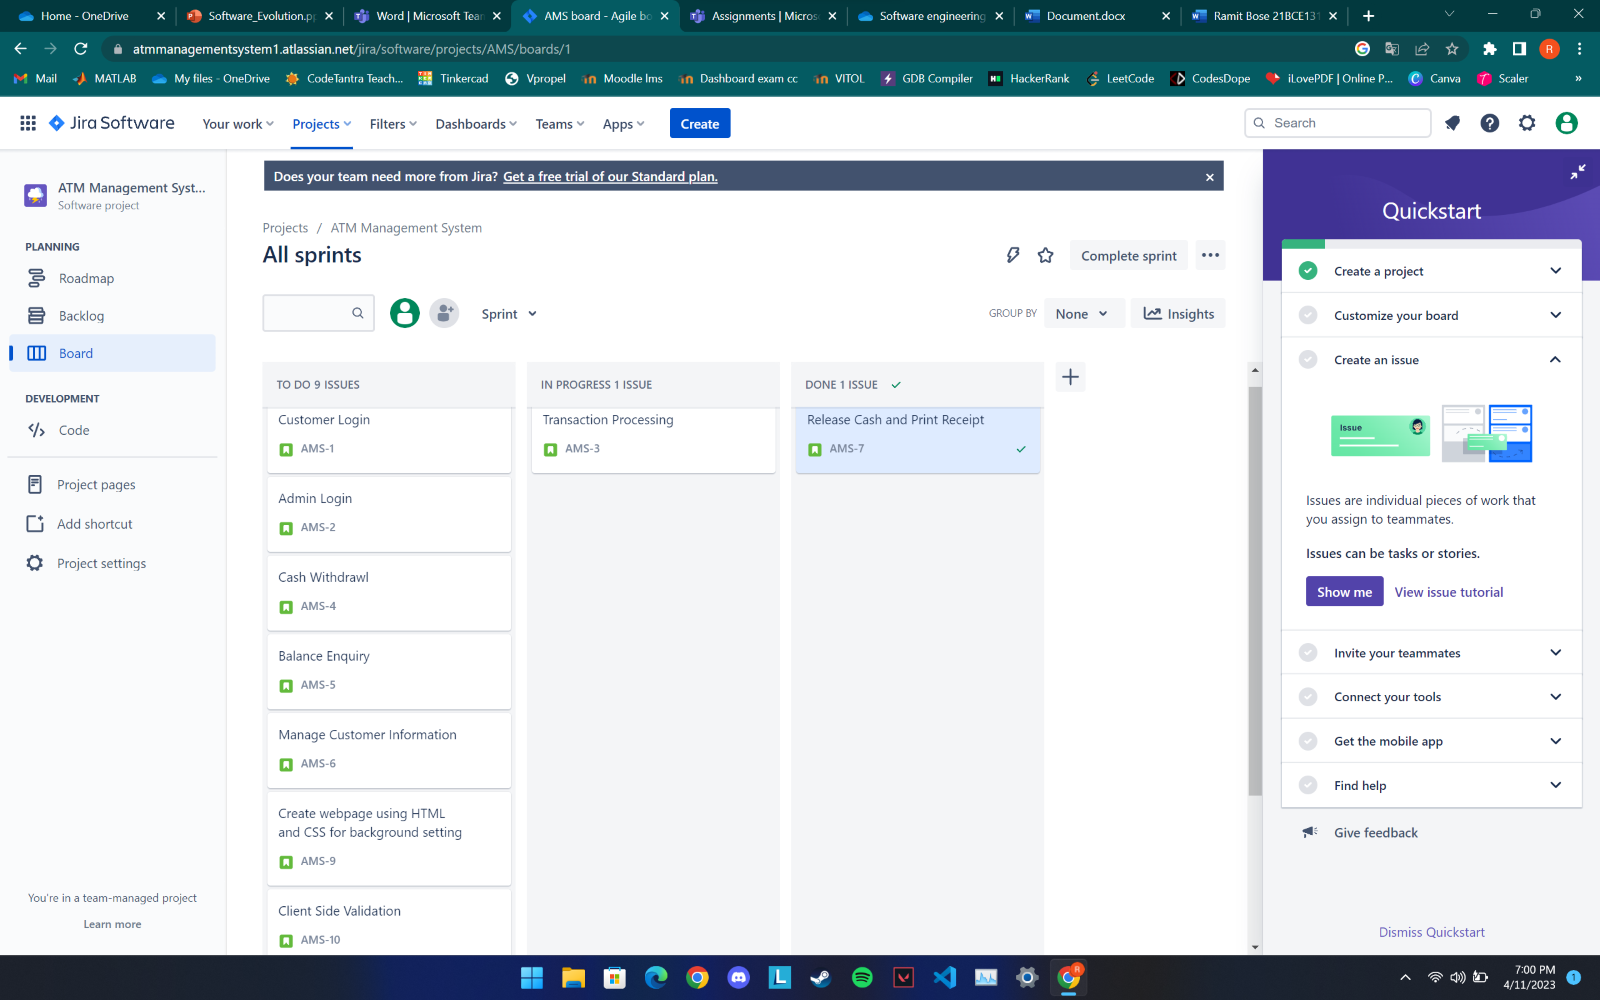 Home - OneDrive
Software_Evolution.p
Word | Microsoft Tea
AMS board - Agile bo
Assignments | Micros
Software engineering
Document.docx
Ramit Bose 21BCE131
atmmanagementsystem1.atlassian.net/jira/software/projects/AMS/boards/1
R
Mail
MATLAB
My files - OneDrive
CodeTantra Teach...
Tinkercad
Vpropel
Moodle lms
Dashboard exam cc
VITOL
GDB Compiler
HackerRank
LeetCode
CodesDope
iLovePDF | Online P...
Canva
Scaler
»
Jira Software
Your work
Projects
Filters
Dashboards
Teams
Apps
Create
Search
ATM Management Syst...
Software project
PLANNING
Roadmap
Backlog
Board
DEVELOPMENT
Code
Project pages
Add shortcut
Project settings
You're in a team-managed project
Learn more
Does your team need more from Jira? Get a free trial of our Standard plan.
Projects / ATM Management System
All sprints
Complete sprint
Sprint
GROUP BY
None
Insights
TO DO 9 ISSUES
Customer Login
AMS-1
Admin Login
AMS-2
Cash Withdrawl
AMS-4
Balance Enquiry
AMS-5
Manage Customer Information
AMS-6
Create webpage using HTML
and CSS for background setting
AMS-9
Client Side Validation
AMS-10
IN PROGRESS 1 ISSUE
Transaction Processing
AMS-3
DONE 1 ISSUE
Release Cash and Print Receipt
AMS-7
Quickstart
Create a project
Customize your board
Create an issue
Issue
Issues are individual pieces of work that
you assign to teammates.
Issues can be tasks or stories.
Show me
View issue tutorial
Invite your teammates
Connect your tools
Get the mobile app
Find help
Give feedback
Dismiss Quickstart
7:00 PM
4/11/2023
1